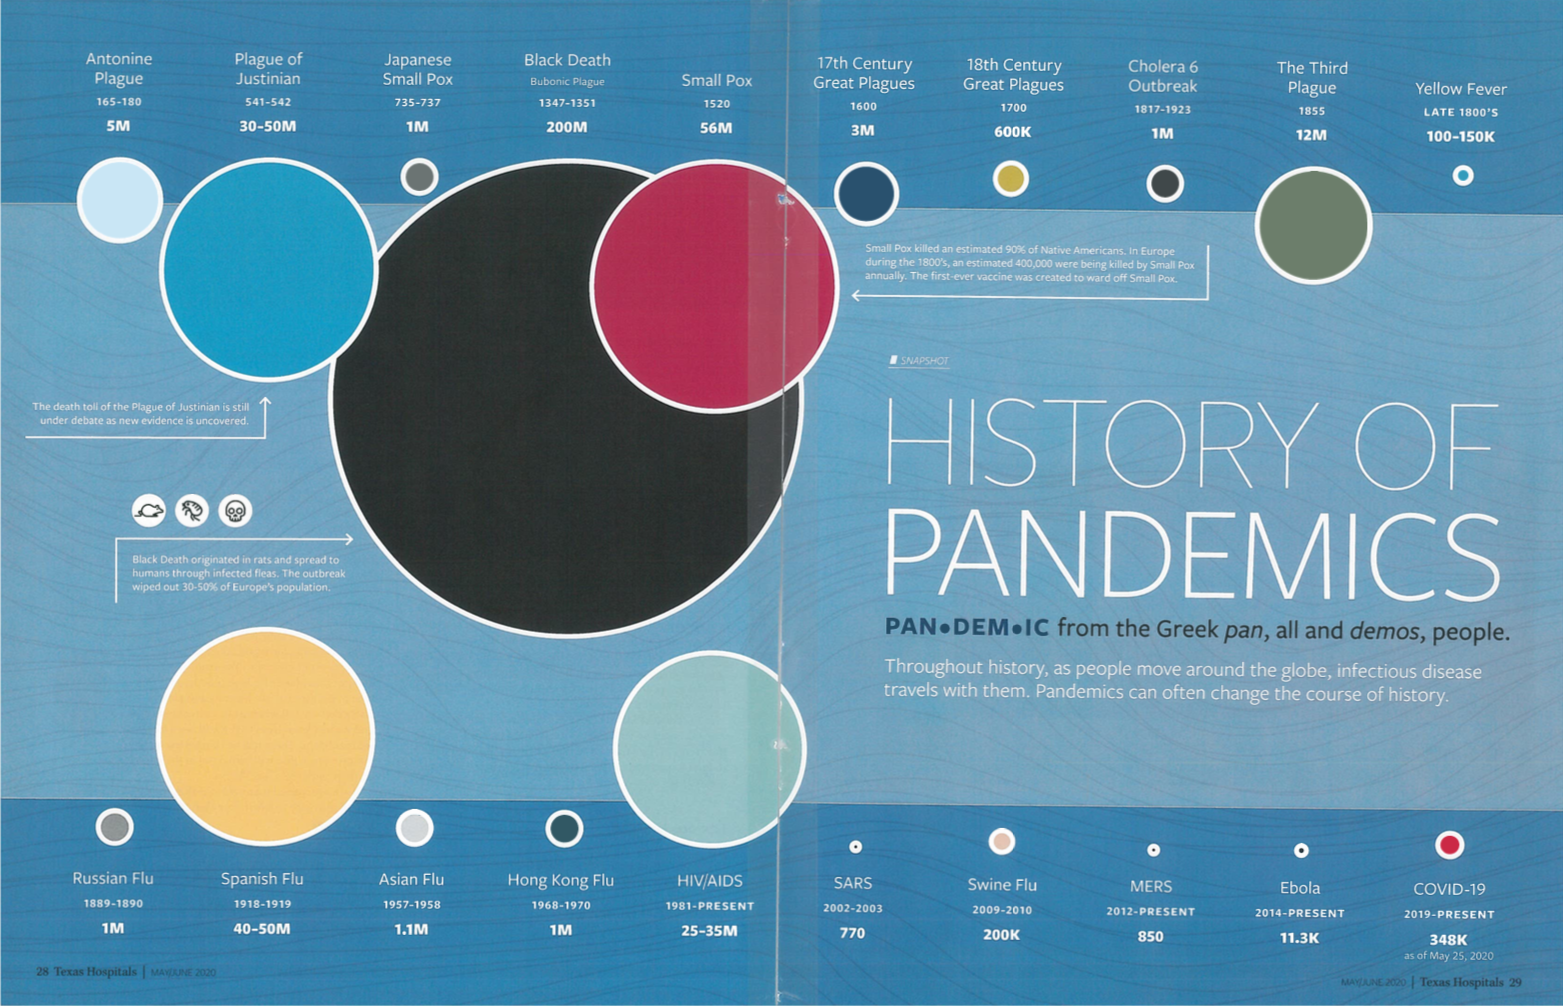 Antonine
Plague
165-180
5M
Plague of
Justinian
541-542
30-50M
Japanese
Small Pox
735-737
1M
Black Death
Bubonic Plague
1347-1351
200M
Small Pox
1520
56M
17th Century
Great Plagues
1600
3M
18th Century
Great Plagues
1700
600K
Cholera 6
Outbreak
1817-1923
1M
The Third
Plague
1855
12M
Yellow Fever
LATE 1800'S
100-150K
Small Pox killed an estimated 90% of Native Americans. In Europe
during the 1800's, an estimated 400,000 were being killed by Small Pox
annually. The first-ever vaccine was created to ward off Small Pox.
The death toll of the Plague of Justinian is still
under debate as new evidence is uncovered.
Black Death originated in rats and spread to
humans through infected fleas. The outbreak
wiped out 30-50% of Europe's population.
SNAPSHOT
HISTORY OF
PANDEMICS
PAN•DEM•IC from the Greek pan, all and demos, people.
Throughout history, as people move around the globe, infectious disease
travels with them. Pandemics can often change the course of history.
Russian Flu
1889-1890
1M
Spanish Flu
1918-1919
40-50M
Asian Flu
1957-1958
1.1M
Hong Kong Flu
1968-1970
1M
HIV/AIDS
1981-PRESENT
25-35M
SARS
2002-2003
770
Swine Flu
2009-2010
200K
MERS
2012-PRESENT
850
Ebola
2014-PRESENT
11.3K
COVID-19
2019-PRESENT
348K
as of May 25, 2020
28 Texas Hospitals | MAY/JUNE 2020
MAY/JUNE 2020 | Texas Hospitals 29